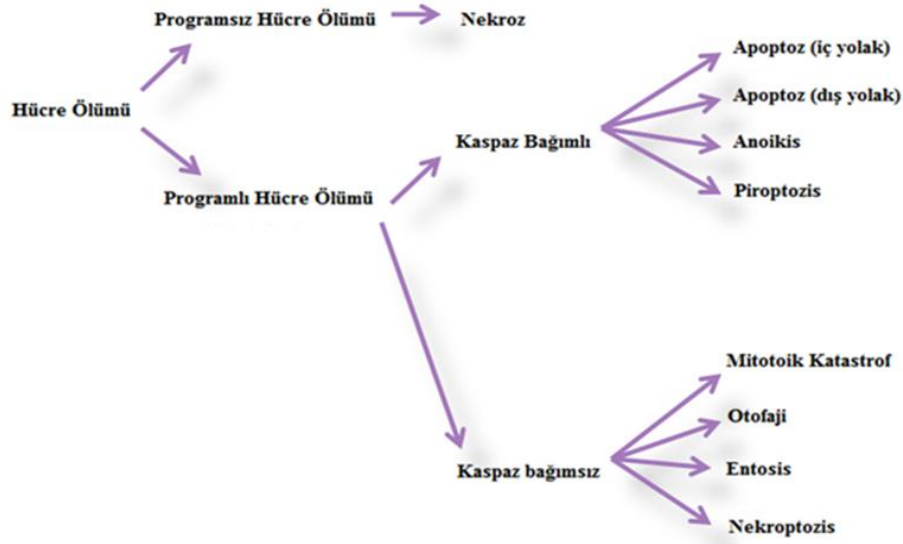 Programsız Hücre Ölümü
Nekroz
Hücre Ölümü
Programlı Hücre Ölümü
Kaspaz Bağımlı
Apoptoz (iç yolak)
Apoptoz (dış yolak)
Anoikis
Piroptozis
Kaspaz bağımsız
Mitotoik Katastrof
Otofaji
Entosis
Nekroptozis